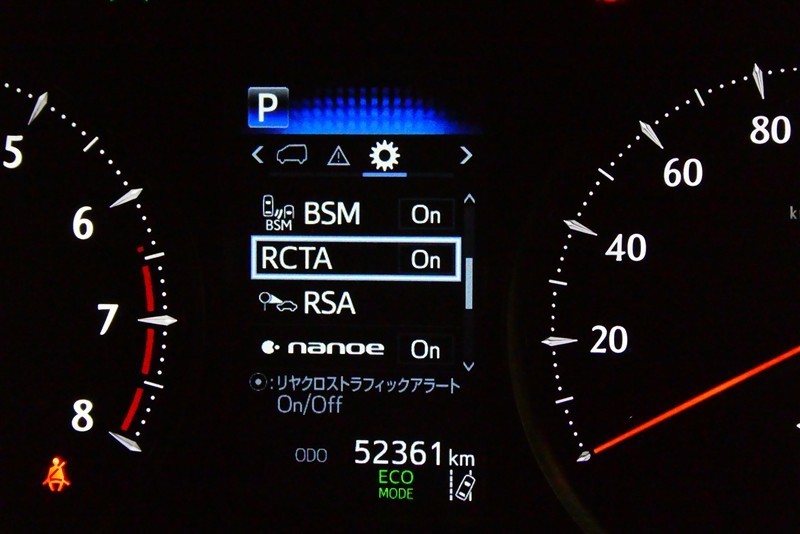 P
BSM
BSM On
RCTA On
RSA
nanoe On
:リヤクロストラフィックアラート
On/Off
ODO 52361 km
ECO
MODE
5
6
7
8
80
60
40
20
k